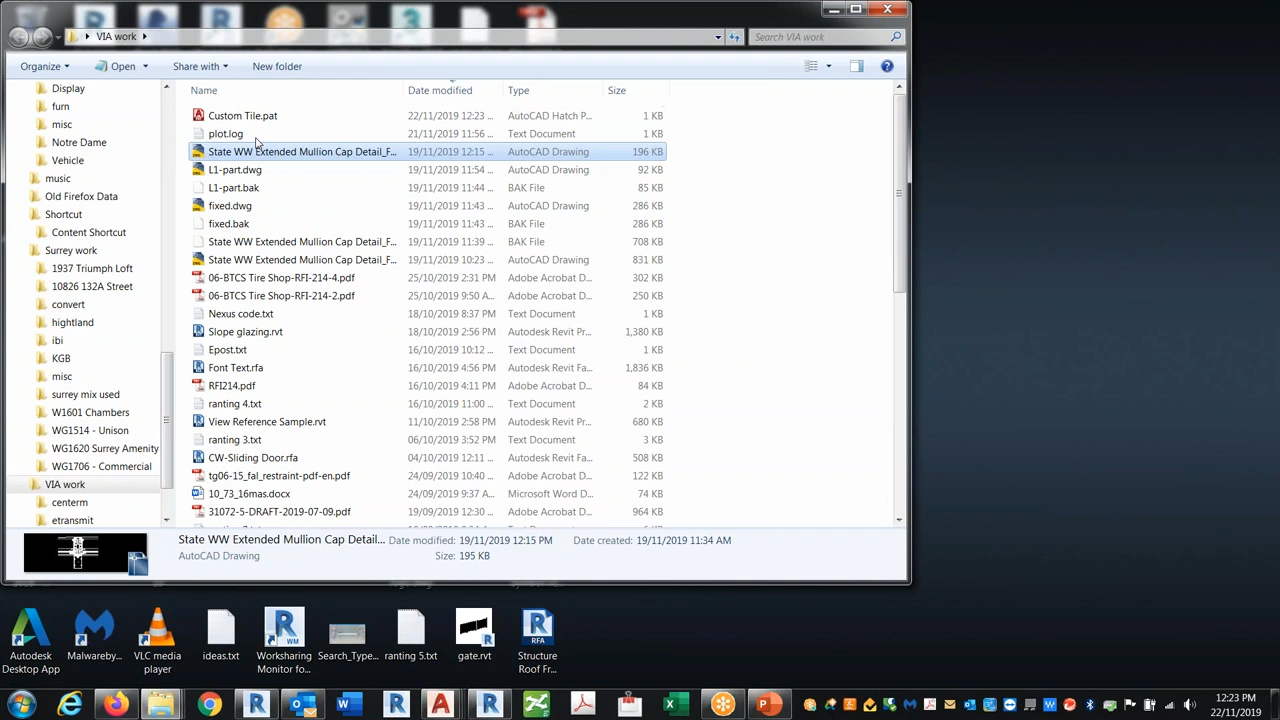 VIA work
Search VIA work
Organize
Open
Share with
New folder
Display
furn
misc
Notre Dame
Vehicle
music
Old Firefox Data
Shortcut
Content Shortcut
Surrey work
1937 Triumph Loft
10826 132A Street
convert
hightland
ibi
KGB
misc
surrey mix used
W1601 Chambers
WG1514 - Unison
WG1620 Surrey Amenity
WG1706 - Commercial
VIA work
centerm
etransmit
Name Date modified Type Size
Custom Tile.pat 22/11/2019 12:23 ... AutoCAD Hatch P... 1 KB
plot.log 21/11/2019 11:56 ... Text Document 1 KB
State WW Extended Mullion Cap Detail_F... 19/11/2019 12:15 ... AutoCAD Drawing 196 KB
L1-part.dwg 19/11/2019 11:54 ... AutoCAD Drawing 92 KB
L1-part.bak 19/11/2019 11:44 ... BAK File 85 KB
fixed.dwg 19/11/2019 11:43 ... AutoCAD Drawing 286 KB
fixed.bak 19/11/2019 11:43 ... BAK File 286 KB
State WW Extended Mullion Cap Detail_F... 19/11/2019 11:39 ... BAK File 708 KB
State WW Extended Mullion Cap Detail_F... 19/11/2019 10:23 ... AutoCAD Drawing 831 KB
06-BTCS Tire Shop-RFI-214-4.pdf 25/10/2019 2:31 PM Adobe Acrobat D... 302 KB
06-BTCS Tire Shop-RFI-214-2.pdf 25/10/2019 9:50 A... Adobe Acrobat D... 250 KB
Nexus code.txt 18/10/2019 8:37 PM Text Document 1 KB
Slope glazing.rvt 18/10/2019 2:56 PM Autodesk Revit Pr... 1,380 KB
Epost.txt 16/10/2019 10:12 ... Text Document 1 KB
Font Text.rfa 16/10/2019 4:56 PM Autodesk Revit Fa... 1,836 KB
RFI214.pdf 16/10/2019 4:11 PM Adobe Acrobat D... 84 KB
ranting 4.txt 16/10/2019 11:00 ... Text Document 2 KB
View Reference Sample.rvt 11/10/2019 2:58 PM Autodesk Revit Pr... 680 KB
ranting 3.txt 06/10/2019 3:52 PM Text Document 3 KB
CW-Sliding Door.rfa 04/10/2019 12:11 ... Autodesk Revit Fa... 508 KB
tg06-15_fal_restraint-pdf-en.pdf 24/09/2019 10:40 ... Adobe Acrobat D... 122 KB
10_73_16mas.docx 24/09/2019 9:37 A... Microsoft Word D... 74 KB
31072-5-DRAFT-2019-07-09.pdf 19/09/2019 2:30 ... Adobe Acrobat D... 964 KB
State WW Extended Mullion Cap Detail... Date modified: 19/11/2019 12:15 PM Date created: 19/11/2019 11:34 AM
AutoCAD Drawing Size: 195 KB
Autodesk Desktop App
Malwareby...
VLC media player
ideas.txt
Worksharing Monitor fo...
Search_Type...
ranting 5.txt
gate.rvt
Structure Roof Fr...
12:23 PM
22/11/2019